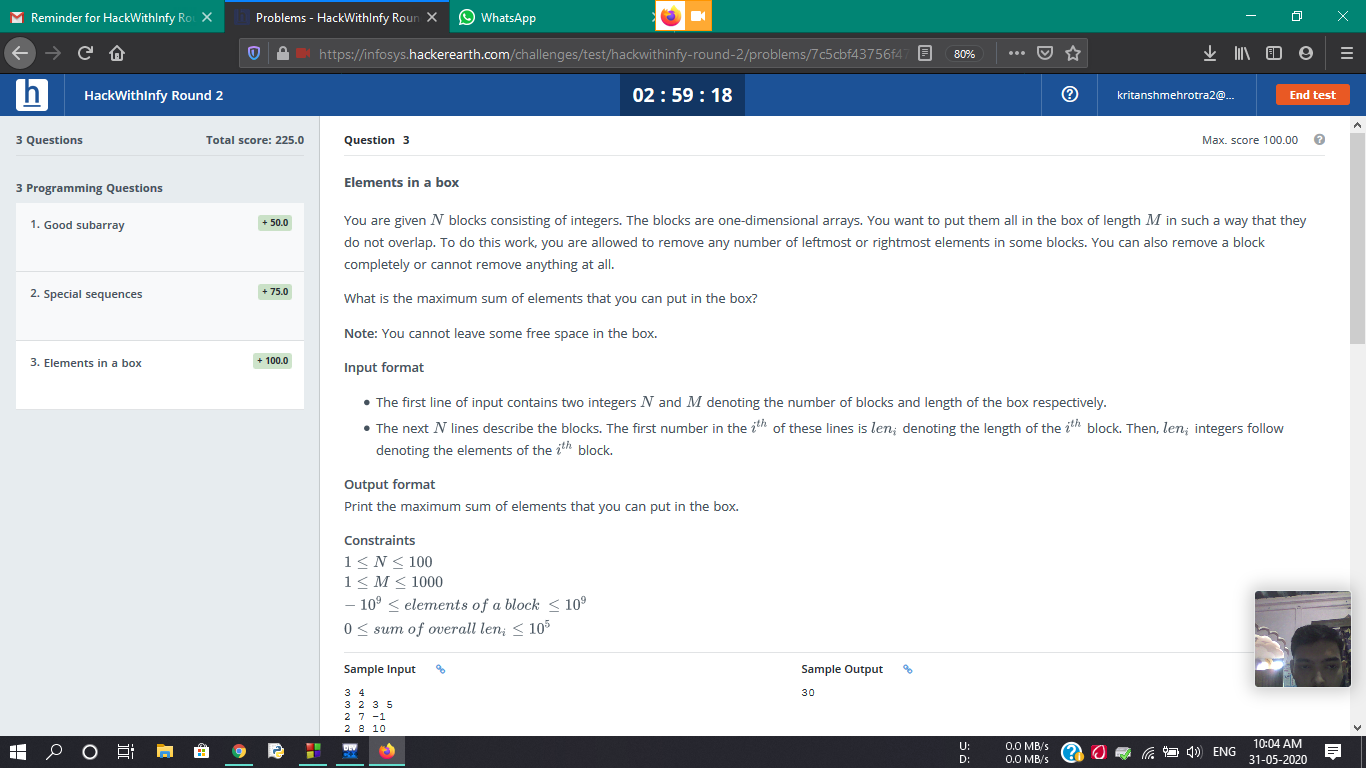 Reminder for HackWithInfy Ro
Problems - HackWithInfy Roun
WhatsApp
https://infosys.hackerearth.com/challenges/test/hackwithinfy-round-2/problems/7c5cbf43756f47
80%
h
HackWithInfy Round 2
02 : 59 : 18
kritanshmehrotra2@...
End test
3 Questions
Total score: 225.0
3 Programming Questions
1. Good subarray
+ 50.0
2. Special sequences
+ 75.0
3. Elements in a box
+ 100.0
Question 3
Max. score 100.00
Elements in a box
You are given N blocks consisting of integers. The blocks are one-dimensional arrays. You want to put them all in the box of length M in such a way that they
do not overlap. To do this work, you are allowed to remove any number of leftmost or rightmost elements in some blocks. You can also remove a block
completely or cannot remove anything at all.
What is the maximum sum of elements that you can put in the box?
Note: You cannot leave some free space in the box.
Input format
• The first line of input contains two integers N and M denoting the number of blocks and length of the box respectively.
• The next N lines describe the blocks. The first number in the i^th of these lines is len_i denoting the length of the i^th block. Then, len_i integers follow
denoting the elements of the i^th block.
Output format
Print the maximum sum of elements that you can put in the box.
Constraints
1 ≤ N ≤ 100
1 ≤ M ≤ 1000
− 10^9 ≤ elements of a block ≤ 10^9
0 ≤ sum of overall len_i ≤ 10^5
Sample Input
Sample Output
3 4
3 2 3 5
2 7 -1
2 8 10
30
U: 0.0 MB/s
D: 0.0 MB/s
ENG
10:04 AM
31-05-2020